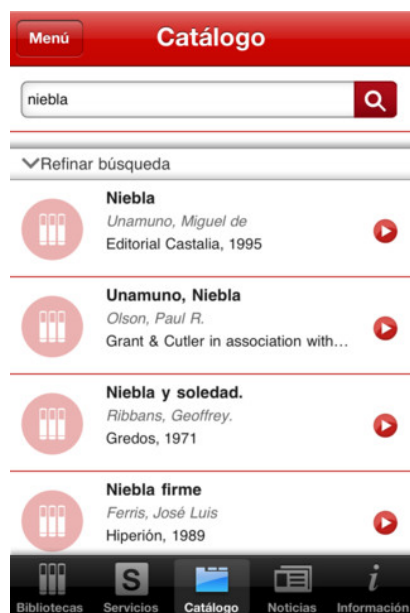 Menú
Catálogo
niebla
Refinar búsqueda
Niebla
Unamuno, Miguel de
Editorial Castalia, 1995
Unamuno, Niebla
Olson, Paul R.
Grant & Cutler in association with…
Niebla y soledad.
Ribbans, Geoffrey.
Gredos, 1971
Niebla firme
Ferris, José Luis
Hiperión, 1989
S
i
Bibliotecas Servicios Catálogo Noticias Información